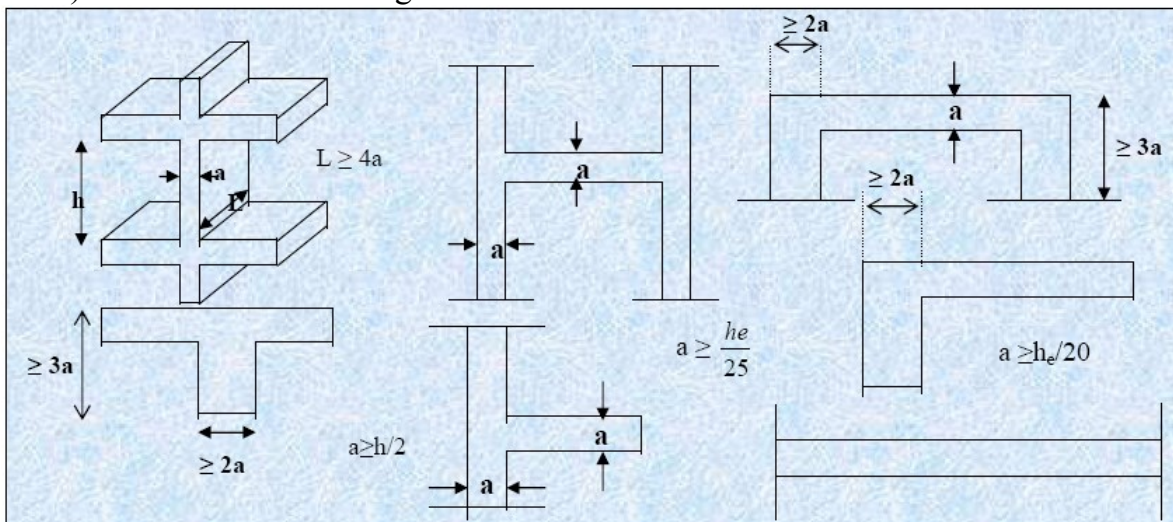 ≥ 2a
h
a
L
L ≥ 4a
≥ 3a
≥ 2a
a
a
a ≥ he/25
a≥h/2
a
a
a
≥ 3a
≥ 2a
a ≥hₑ/20